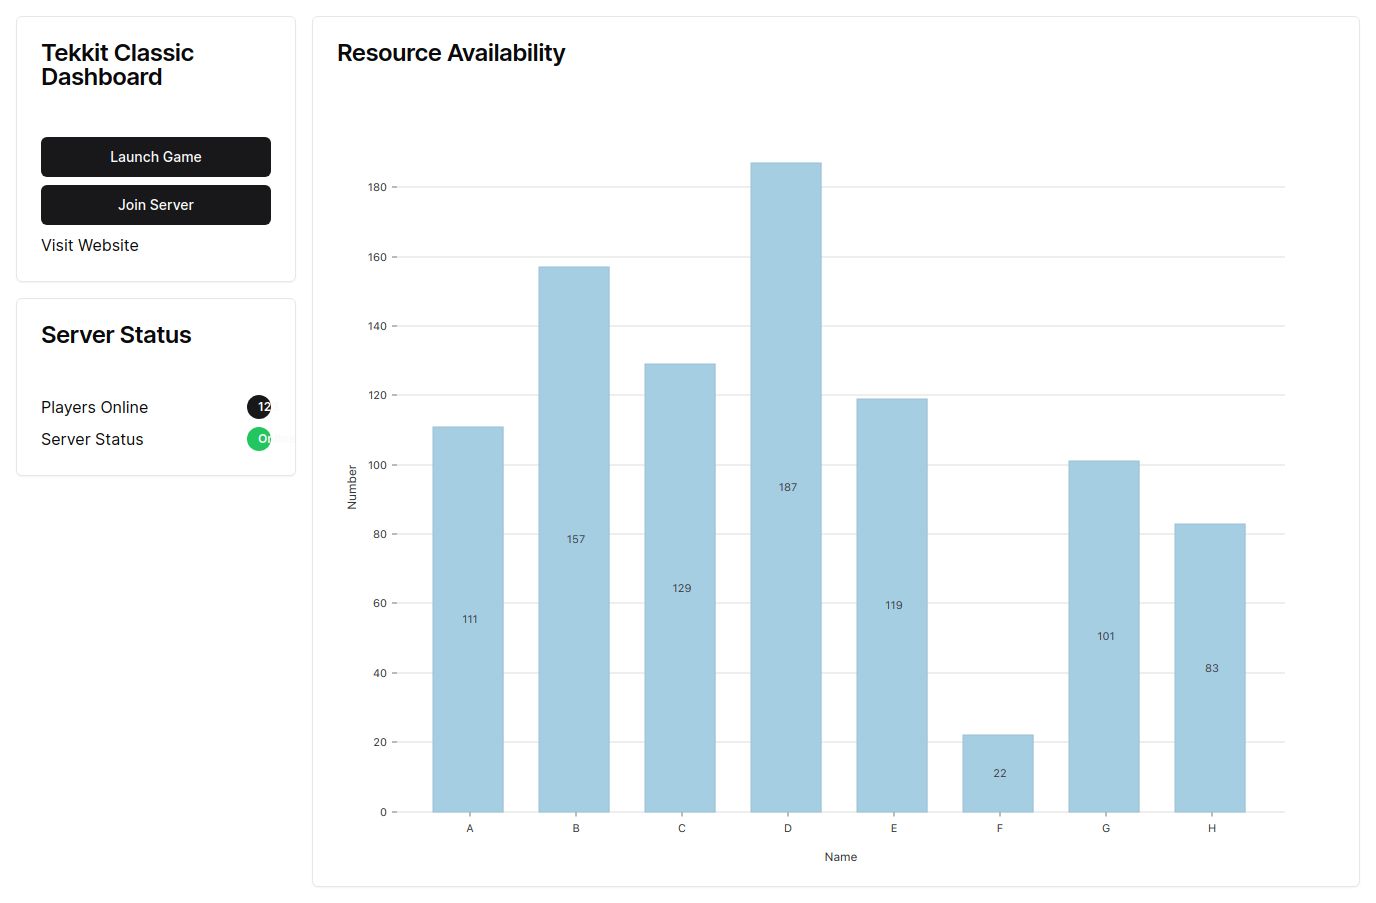 Tekkit Classic
Dashboard
Launch Game
Join Server
Visit Website
Server Status
Players Online
12
Server Status
Resource Availability
180
160
140
120
100
80
60
40
20
0
Number
111
157
129
187
119
22
101
83
A
B
C
D
E
F
G
H
Name